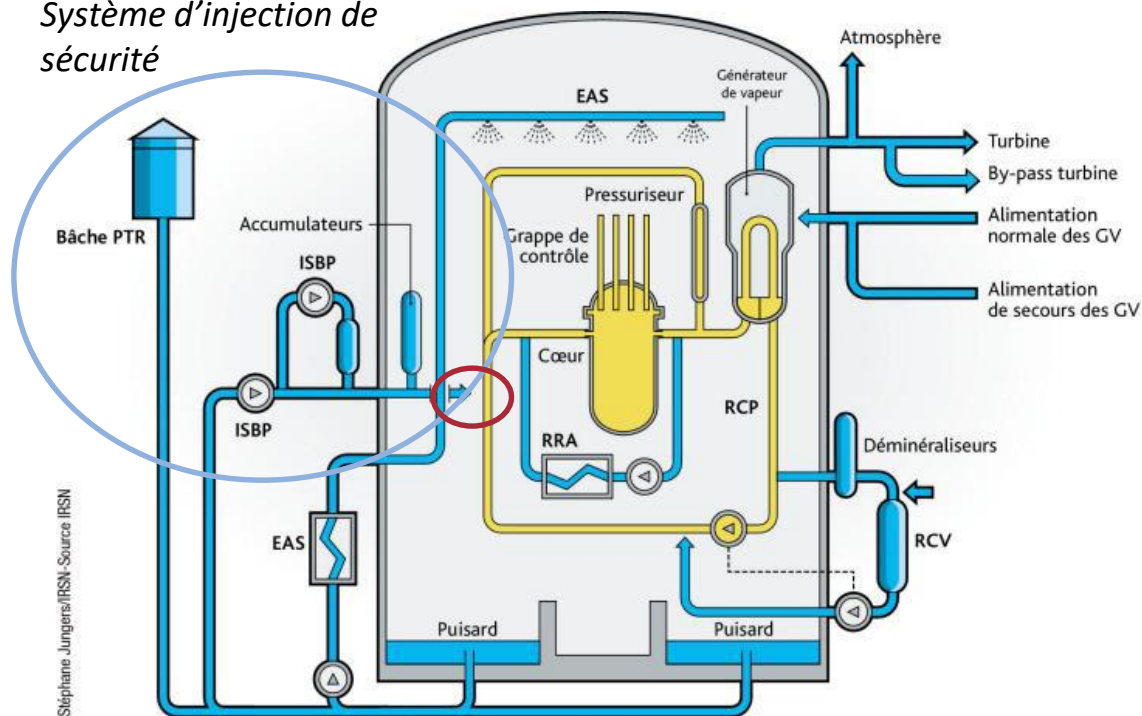 Système d'injection de
sécurité
Atmosphère
Générateur
de vapeur
EAS
Turbine
By-pass turbine
Pressuriseur
Bâche PTR
Accumulateurs
Grappe de
contrôle
Alimentation
normale des GV
ISBP
Alimentation
de secours des GV
Cœur
RCP
ISBP
RRA
Déminéraliseurs
EAS
RCV
Puisard
Puisard
Stéphane Jungers/IRSN-Source IRSN